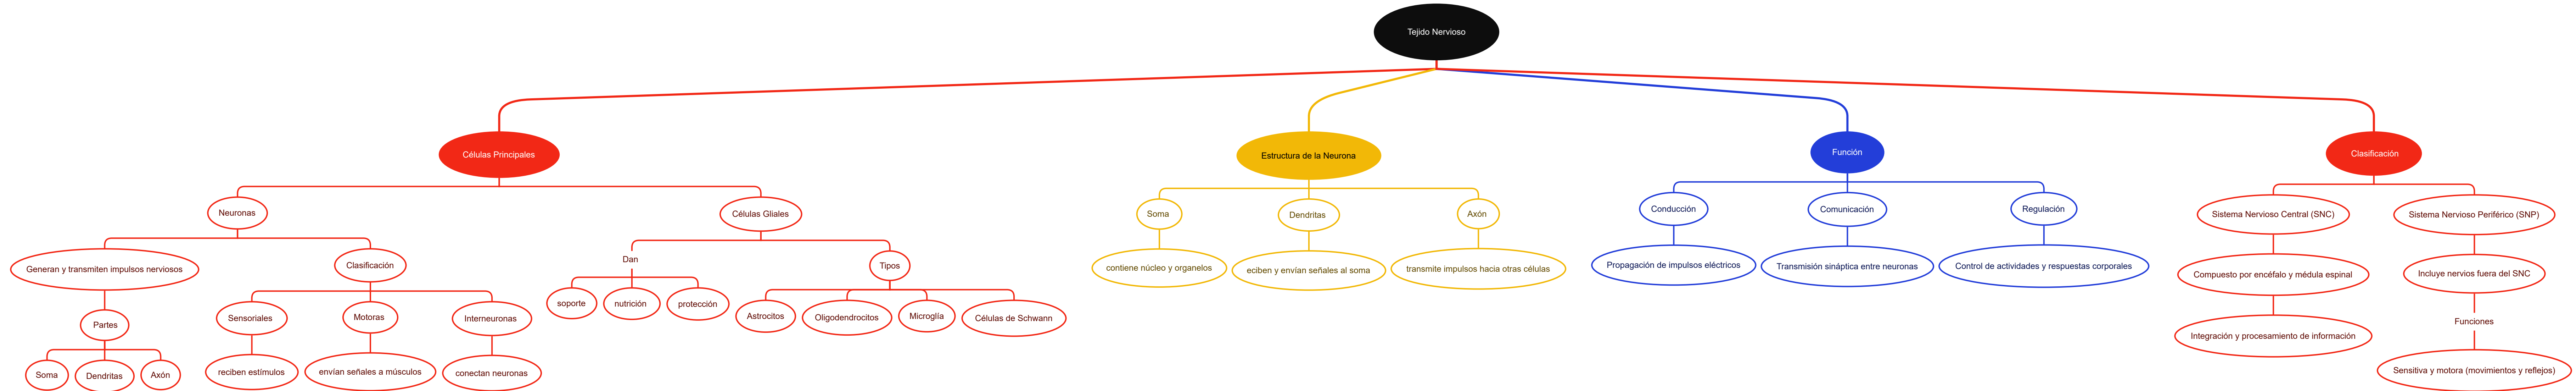 Tejido Nervioso
Células Principales
Estructura de la Neurona
Función
Clasificación
Neuronas
Células Gliales
Soma
Dendritas
Axón
Conducción
Comunicación
Regulación
Sistema Nervioso Central (SNC)
Sistema Nervioso Periférico (SNP)
Generan y transmiten impulsos nerviosos
Clasificación
Dan
Tipos
contiene núcleo y organelos
eciben y envían señales al soma
transmite impulsos hacia otras células
Propagación de impulsos eléctricos
Transmisión sináptica entre neuronas
Control de actividades y respuestas corporales
Compuesto por encéfalo y médula espinal
Incluye nervios fuera del SNC
Partes
Sensoriales
Motoras
Interneuronas
soporte
nutrición
protección
Astrocitos
Oligodendrocitos
Microglía
Células de Schwann
Integración y procesamiento de información
Funciones
Soma
Dendritas
Axón
reciben estímulos
envían señales a músculos
conectan neuronas
Sensitiva y motora (movimientos y reflejos)